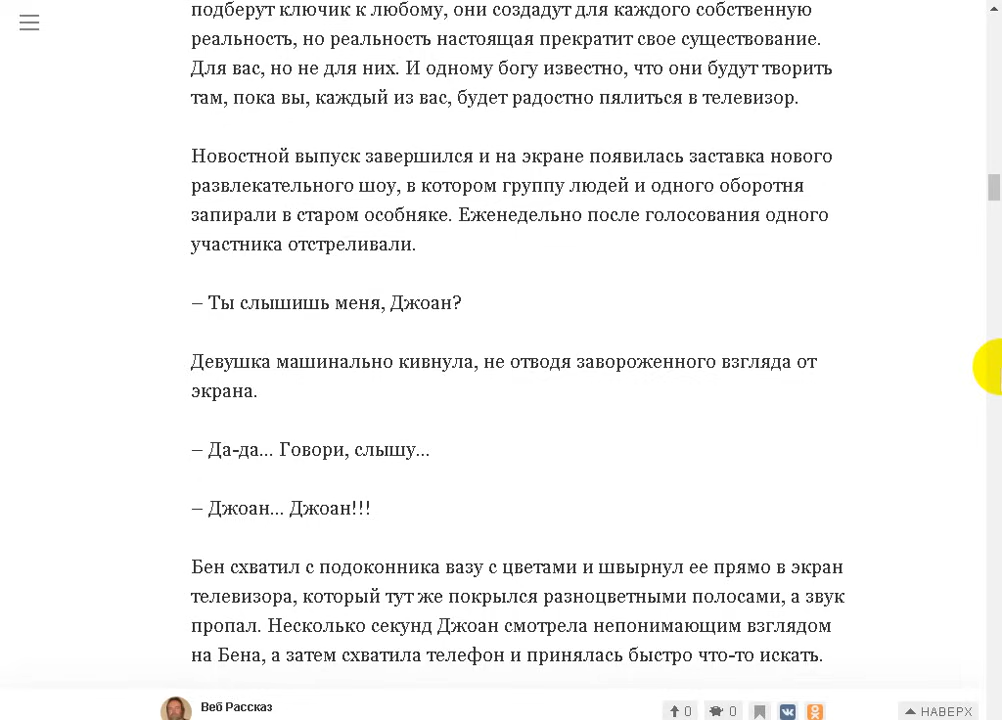 подберут ключик к любому, они создадут для каждого собственную
реальность, но реальность настоящая прекратит свое существование.
Для вас, но не для них. И одному богу известно, что они будут творить
там, пока вы, каждый из вас, будет радостно пялиться в телевизор.
Новостной выпуск завершился и на экране появилась заставка нового
развлекательного шоу, в котором группу людей и одного оборотня
запирали в старом особняке. Еженедельно после голосования одного
участника отстреливали.
– Ты слышишь меня, Джоан?
Девушка машинально кивнула, не отводя завороженного взгляда от
экрана.
– Да-да... Говори, слышу...
– Джоан... Джоан!!!
Бен схватил с подоконника вазу с цветами и швырнул ее прямо в экран
телевизора, который тут же покрылся разноцветными полосами, а звук
пропал. Несколько секунд Джоан смотрела непонимающим взглядом
на Бена, а затем схватила телефон и принялась быстро что-то искать.
Веб Рассказ
0 0 НАВЕРХ